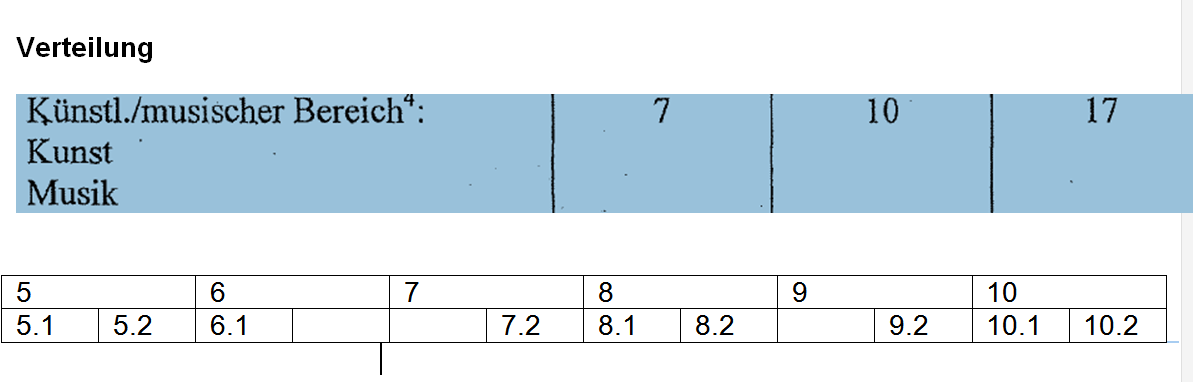 Verteilung
Künstl./musischer Bereich⁴: 7 10 17
Kunst
Musik
5 6 7 8 9 10
5.1 5.2 6.1 7.2 8.1 8.2 9.2 10.1 10.2